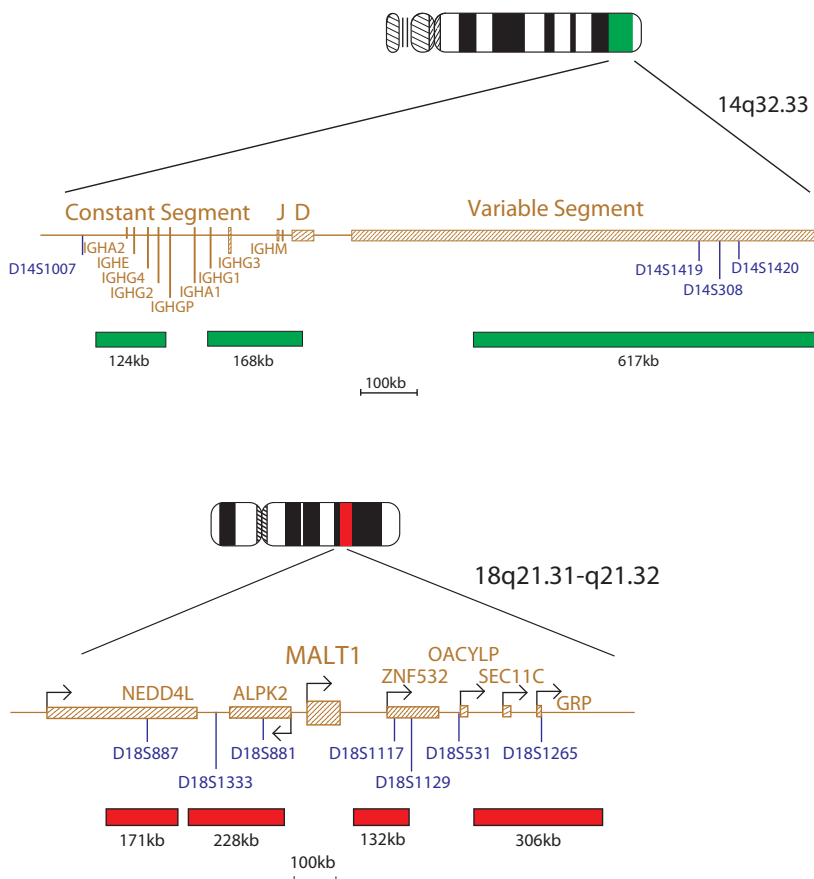 14q32.33
Constant Segment J D Variable Segment
IGHA2
IGHE
IGHG4
IGHG2
IGHGP
IGHA1
IGHG1
IGHG3
IGHM
D14S1007
D14S1419
D14S308
D14S1420
124kb 168kb 617kb
100kb
18q21.31-q21.32
MALT1
OACYLP
NEDD4L ALPK2 ZNF532 SEC11C
GRP
D18S887 D18S881 D18S1117 D18S531 D18S1265
D18S1333 D18S1129
171kb 228kb 132kb 306kb
100kb